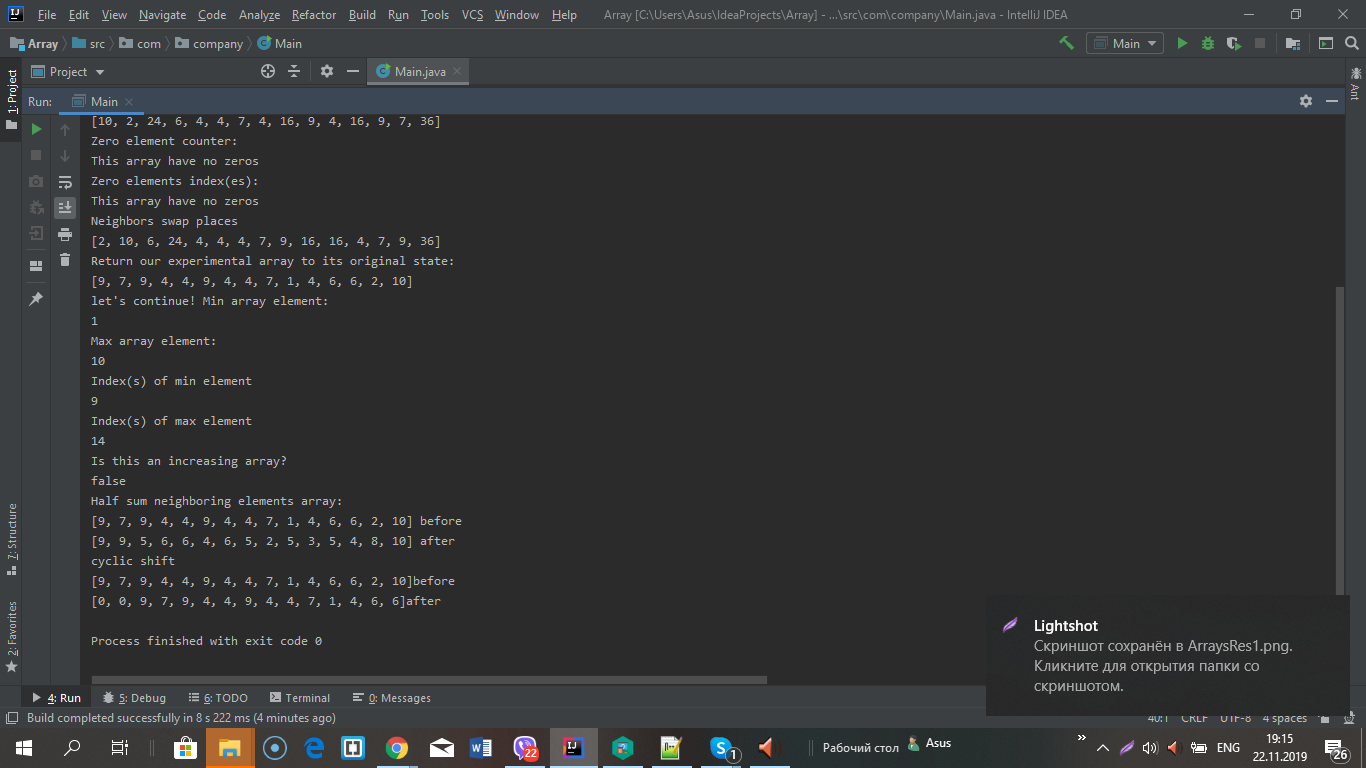 File Edit View Navigate Code Analyze Refactor Build Run Tools VCS Window Help Array [C:\Users\Asus\IdeaProjects\Array] - ...\src\com\company\Main.java - IntelliJ IDEA
Array src com company Main Main
Project Main.java
1: Project
Ant
Run: Main
[10, 2, 24, 6, 4, 4, 7, 4, 16, 9, 4, 16, 9, 7, 36]
Zero element counter:
This array have no zeros
Zero elements index(es):
This array have no zeros
Neighbors swap places
[2, 10, 6, 24, 4, 4, 4, 7, 9, 16, 16, 4, 7, 9, 36]
Return our experimental array to its original state:
[9, 7, 9, 4, 4, 9, 4, 4, 7, 1, 4, 6, 6, 2, 10]
let's continue! Min array element:
1
Max array element:
10
Index(s) of min element
9
Index(s) of max element
14
Is this an increasing array?
false
Half sum neighboring elements array:
[9, 7, 9, 4, 4, 9, 4, 4, 7, 1, 4, 6, 6, 2, 10] before
[9, 9, 5, 6, 6, 4, 6, 5, 2, 5, 3, 5, 4, 8, 10] after
cyclic shift
[9, 7, 9, 4, 4, 9, 4, 4, 7, 1, 4, 6, 6, 2, 10]before
[0, 0, 9, 7, 9, 4, 4, 9, 4, 4, 7, 1, 4, 6, 6]after
Process finished with exit code 0
7: Structure
2: Favorites
Lightshot
Скриншот сохранён в ArraysRes1.png.
Кликните для открытия папки со
скриншотом.
4: Run 5: Debug 6: TODO Terminal 0: Messages
Build completed successfully in 8 s 222 ms (4 minutes ago) 40:1 CRLF UTF-8 4 spaces
22 1 Рабочий стол Asus » ENG 19:15
22.11.2019 26